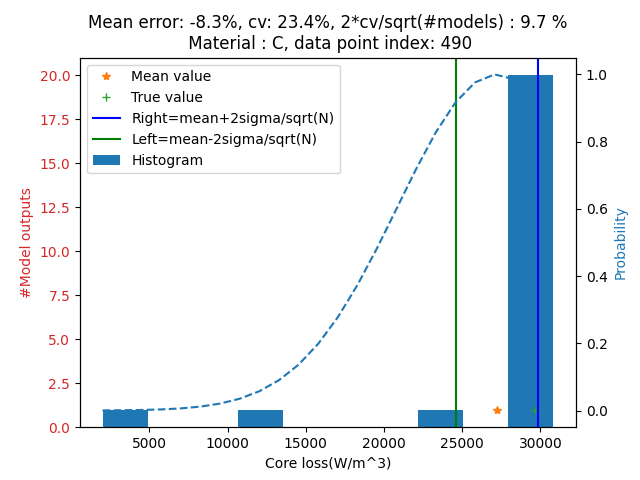 Mean error: -8.3%, cv: 23.4%, 2*cv/sqrt(#models) : 9.7 %
Material : C, data point index: 490
Mean value
True value
Right=mean+2sigma/sqrt(N)
Left=mean-2sigma/sqrt(N)
Histogram
#Model outputs
20.0
17.5
15.0
12.5
10.0
7.5
5.0
2.5
0.0
1.0
0.8
0.6
0.4
0.2
0.0
Probability
5000 10000 15000 20000 25000 30000
Core loss(W/m^3)